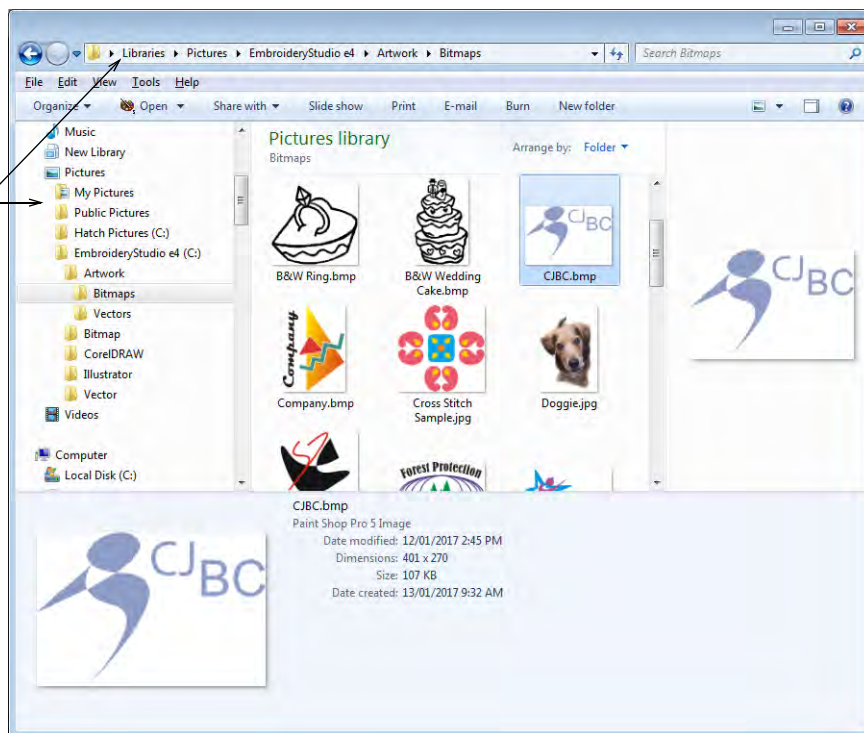 Libraries Pictures EmbroideryStudio e4 Artwork Bitmaps
Search Bitmaps
File Edit View Tools Help
Organize Open Share with Slide show Print E-mail Burn New folder
Music
New Library
Pictures
My Pictures
Public Pictures
Hatch Pictures (C:)
EmbroideryStudio e4 (C:)
Artwork
Bitmaps
Vectors
Bitmap
CorelDRAW
Illustrator
Vector
Videos
Computer
Local Disk (C:)
Pictures library
Bitmaps
Arrange by: Folder
CJBC
B&W Ring.bmp
B&W Wedding
Cake.bmp
CJBC.bmp
Company
Company.bmp
Cross Stitch
Sample.jpg
Doggie.jpg
Forest Protection
CJBC
CJBC
CJBC.bmp
Paint Shop Pro 5 Image
Date modified: 12/01/2017 2:45 PM
Dimensions: 401 x 270
Size: 107 KB
Date created: 13/01/2017 9:32 AM